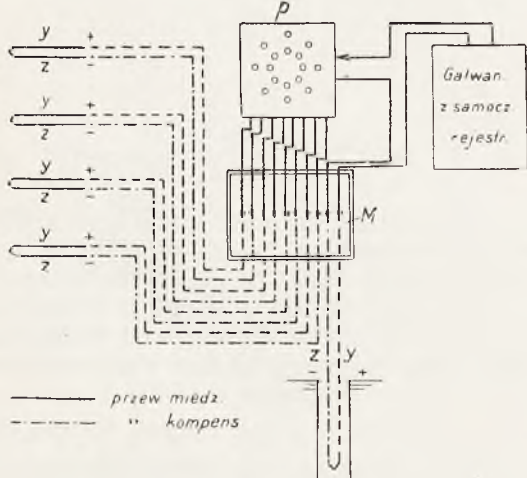 P
y +
z -
y +
z -
y +
z -
y +
z -
Galwan.
z samocz.
rejestr.
M
z y
- +
przew miedz.
" kompens